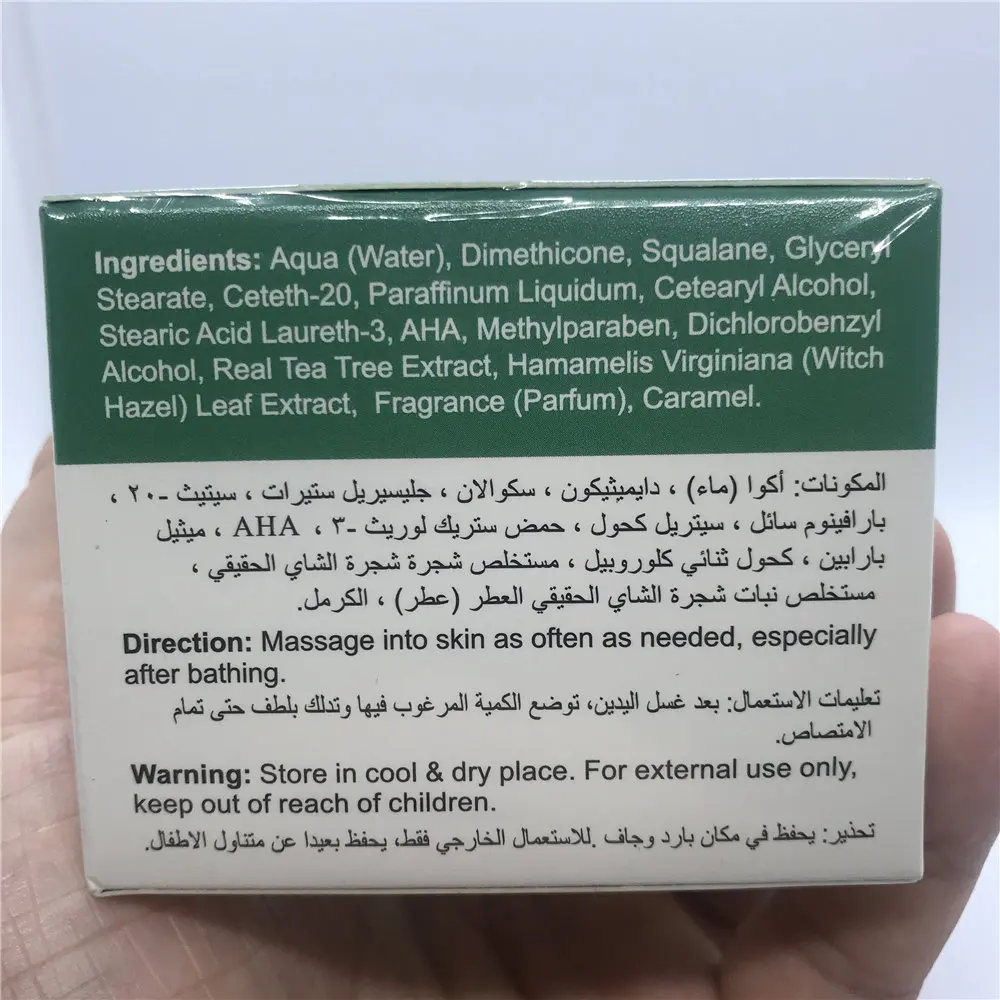 Ingredients: Aqua (Water), Dimethicone, Squalane, Glyceryl
Stearate, Ceteth-20, Paraffinum Liquidum, Cetearyl Alcohol,
Stearic Acid Laureth-3, AHA, Methylparaben, Dichlorobenzyl
Alcohol, Real Tea Tree Extract, Hamamelis Virginiana (Witch
Hazel) Leaf Extract, Fragrance (Parfum), Caramel.
المكونات: أكوا (ماء) ، دايميثيكون ، سكوالان ، جليسيريل ستيرات ، سيتيث -٢٠ ،
بارافينوم سائل ، سيتريل كحول ، حمض ستريك لوريث -٣ ، AHA ، ميثيل
بارابين ، كحول ثنائي كلوروبيل ، مستخلص شجرة شجرة الشاي الحقيقي ،
مستخلص نبات شجرة الشاي الحقيقي العطر (عطر) ، الكرمل.
Direction: Massage into skin as often as needed, especially
after bathing.
تعليمات الاستعمال: بعد غسل اليدين، توضع الكمية المرغوب فيها وتدلك بلطف حتى تمام
الامتصاص.
Warning: Store in cool & dry place. For external use only,
keep out of reach of children.
تحذير: يحفظ في مكان بارد وجاف .للاستعمال الخارجي فقط، يحفظ بعيدا عن متناول الاطفال.